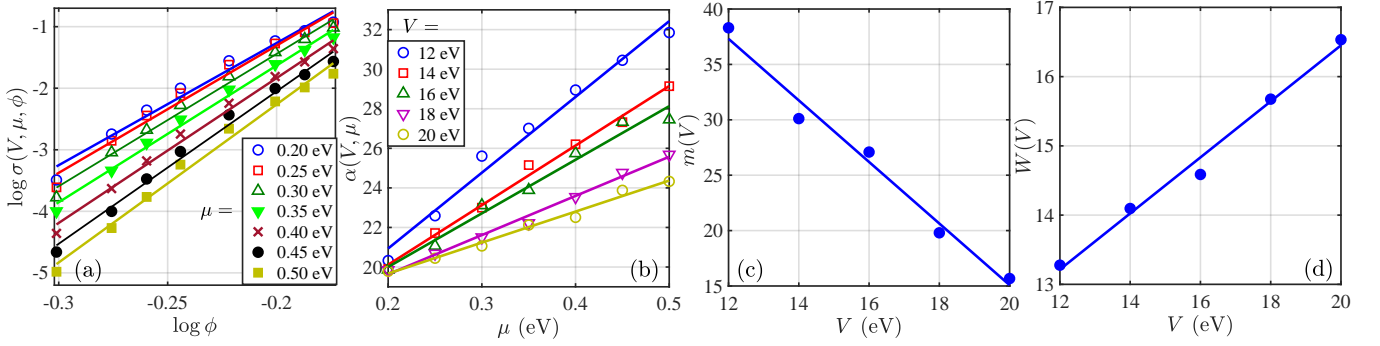 log σ(V, μ, ϕ)
-1
-2
-3
-4
-5
-0.3
-0.25
-0.2
log ϕ
(a)
μ =
0.20 eV
0.25 eV
0.30 eV
0.35 eV
0.40 eV
0.45 eV
0.50 eV
α(V, μ)
32
30
28
26
24
22
20
0.2
0.3
0.4
0.5
μ (eV)
(b)
V =
12 eV
14 eV
16 eV
18 eV
20 eV
m(V)
40
35
30
25
20
15
12
14
16
18
20
V (eV)
(c)
W(V)
17
16
15
14
13
12
14
16
18
20
V (eV)
(d)